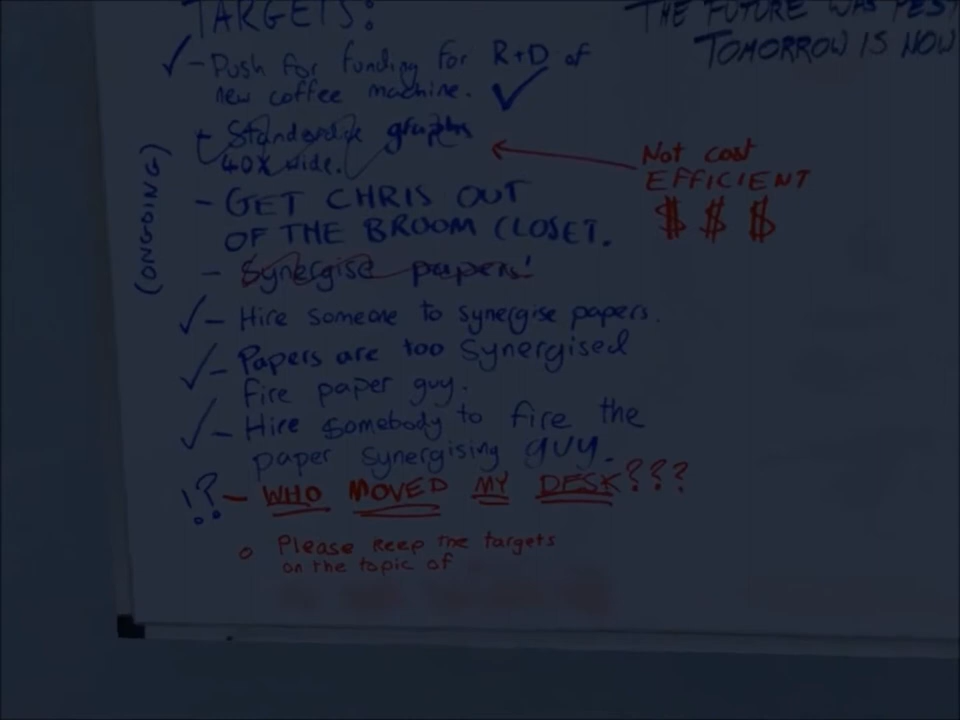 TARGETS:
THE FUTURE WAS
TOMORROW IS NOW
✓ - Push for funding for R+D of
new coffee machine. ✓
- Standardize graphs
40% wide.
Not cost
EFFICIENT
$ $ $
(ONGOING)
- GET CHRIS OUT
OF THE BROOM CLOSET.
- Synergise papers!
✓ - Hire someone to synergise papers.
✓ - Papers are too Synergised
fire paper guy.
✓ - Hire somebody to fire the
paper synergising guy.
!? - WHO MOVED MY DESK???
o Please keep the targets
on the topic of